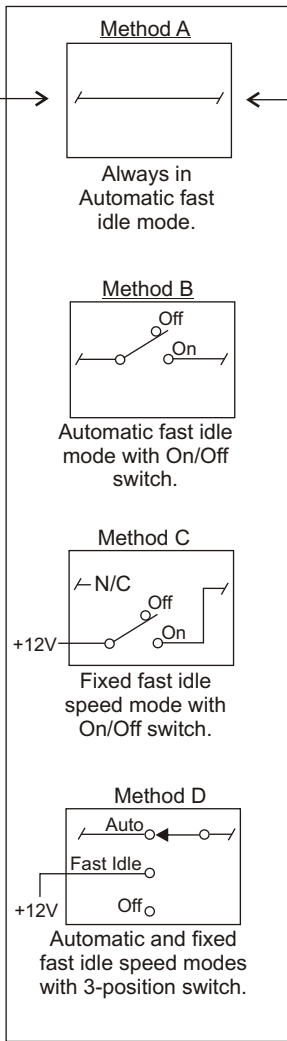 Method A
Always in
Automatic fast
idle mode.
Method B
Off
On
Automatic fast idle
mode with On/Off
switch.
Method C
N/C
Off
+12V
On
Fixed fast idle
speed mode with
On/Off switch.
Method D
Auto
Fast Idle
+12V
Off
Automatic and fixed
fast idle speed modes
with 3-position switch.